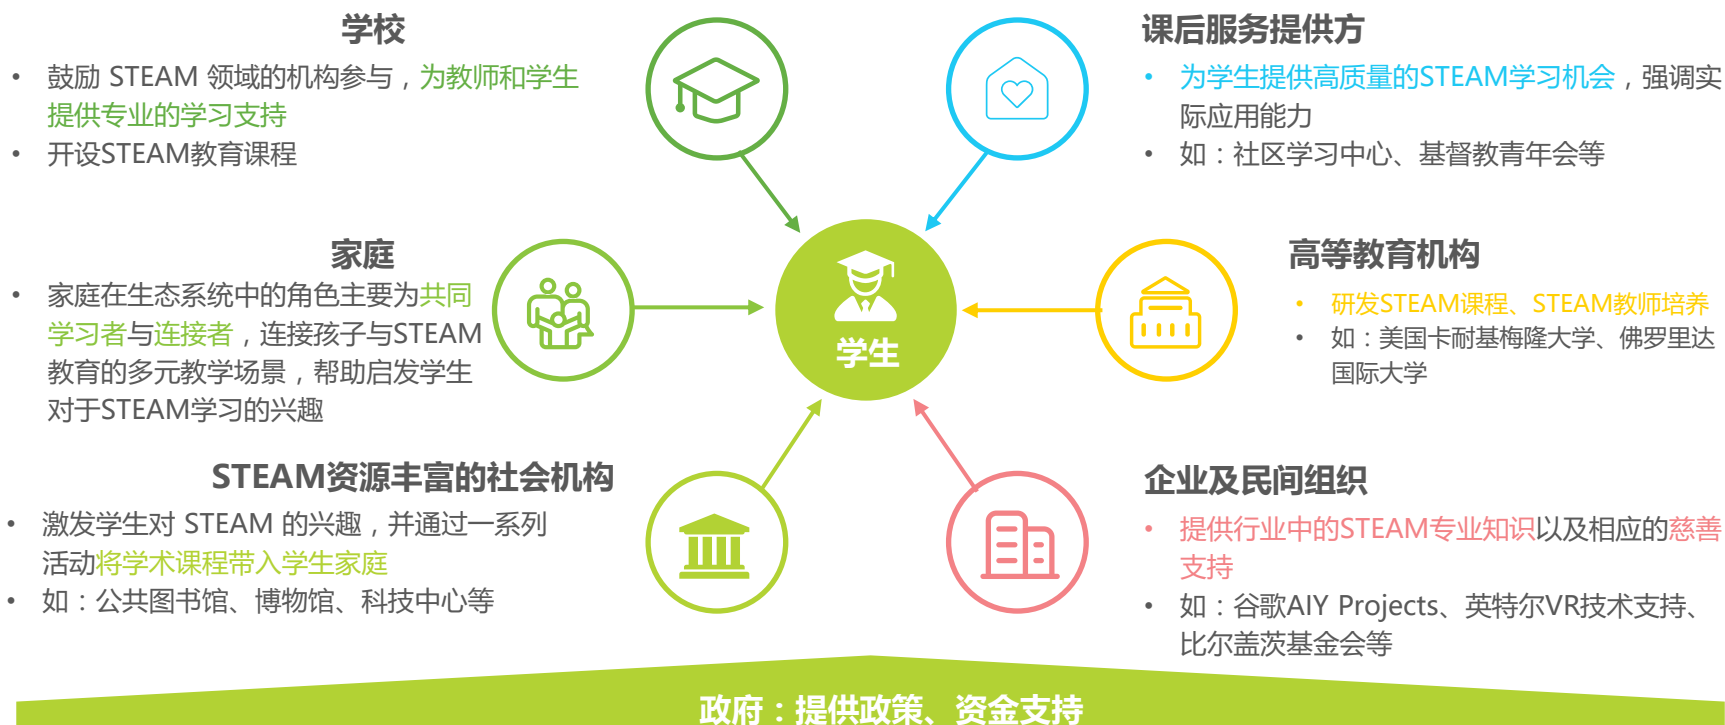 学校
• 鼓励 STEAM 领域的机构参与，为教师和学生
提供专业的学习支持
• 开设STEAM教育课程
课后服务提供方
• 为学生提供高质量的STEAM学习机会，强调实
际应用能力
• 如：社区学习中心、基督教青年会等
家庭
• 家庭在生态系统中的角色主要为共同
学习者与连接者，连接孩子与STEAM
教育的多元教学场景，帮助启发学生
对于STEAM学习的兴趣
学生
高等教育机构
• 研发STEAM课程、STEAM教师培养
• 如：美国卡耐基梅隆大学、佛罗里达
国际大学
STEAM资源丰富的社会机构
• 激发学生对 STEAM 的兴趣，并通过一系列
活动将学术课程带入学生家庭
• 如：公共图书馆、博物馆、科技中心等
企业及民间组织
• 提供行业中的STEAM专业知识以及相应的慈善
支持
• 如：谷歌AIY Projects、英特尔VR技术支持、
比尔盖茨基金会等
政府：提供政策、资金支持